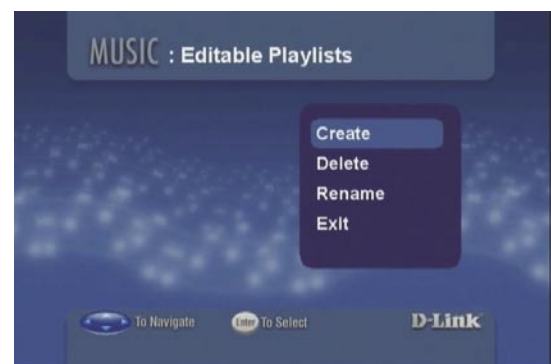 MUSIC : Editable Playlists
Create
Delete
Rename
Exit
To Navigate Enter To Select D-Link